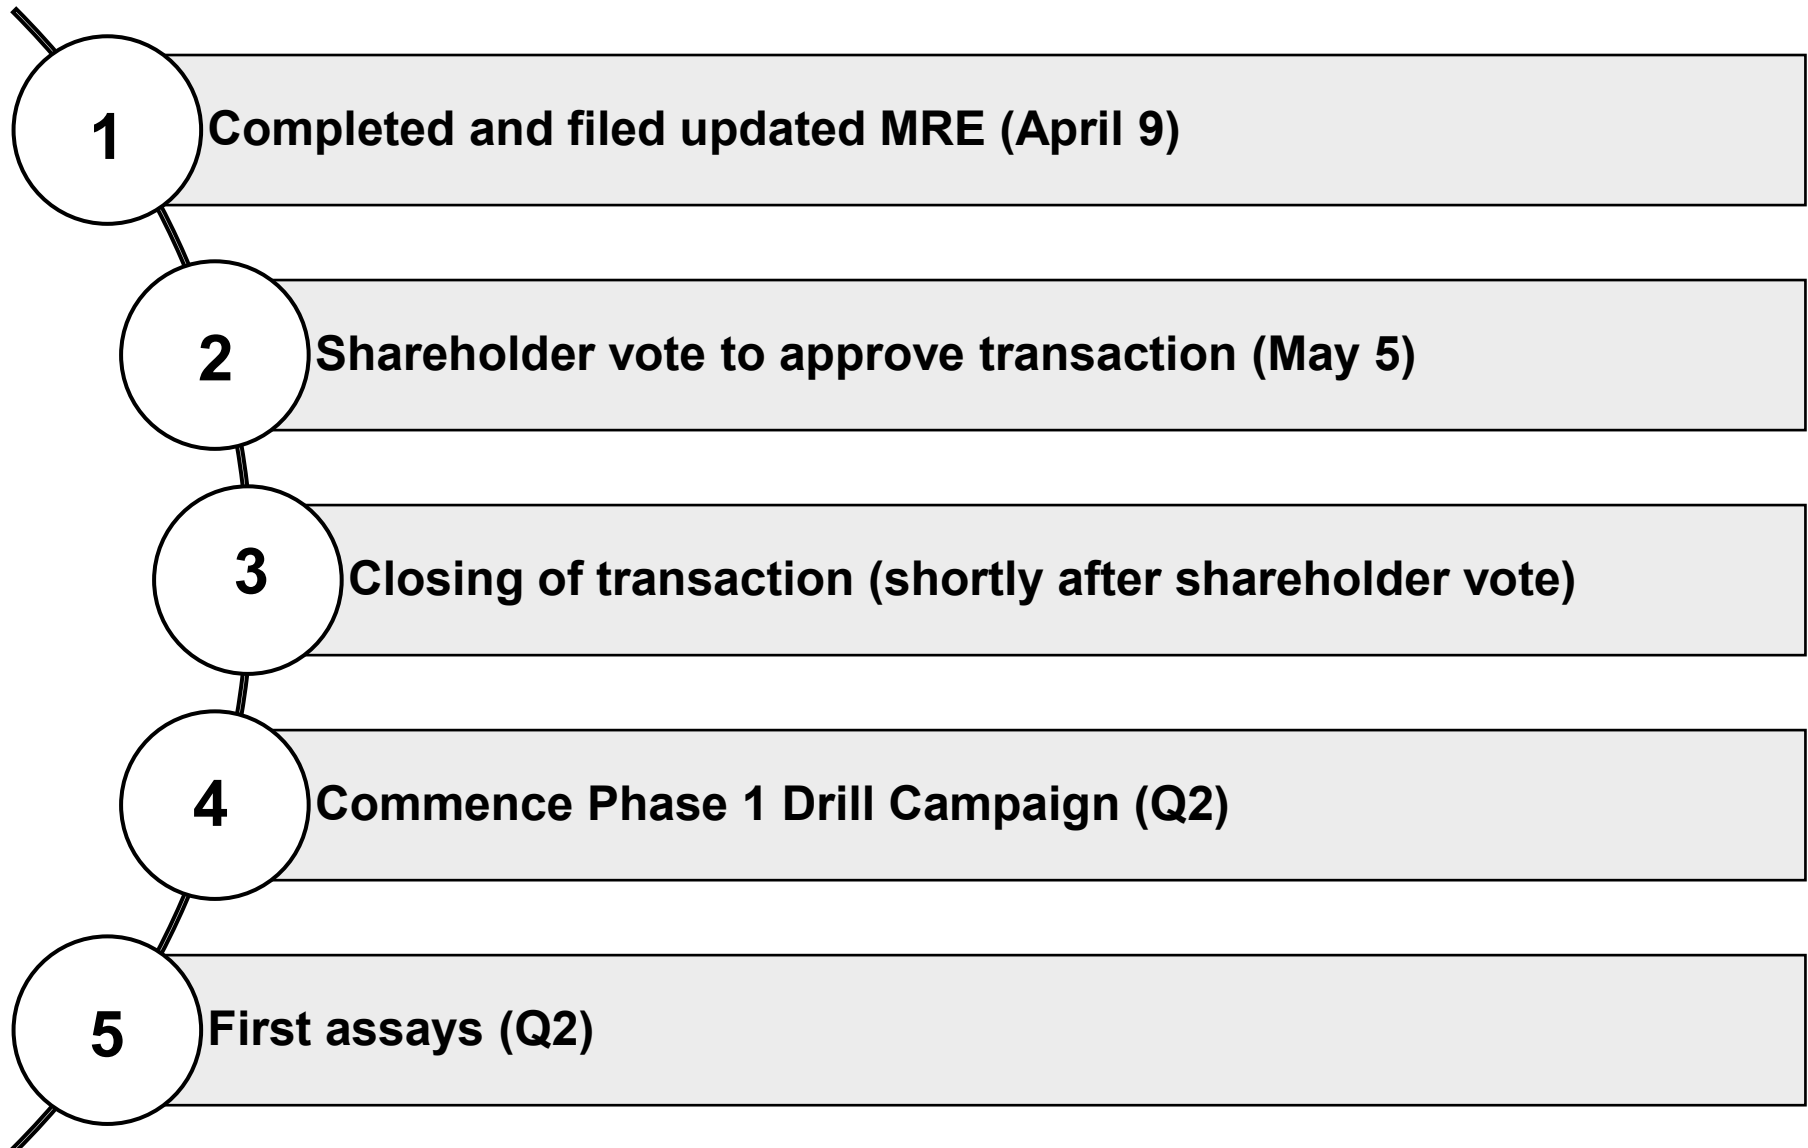 1
Completed and filed updated MRE (April 9)
2
Shareholder vote to approve transaction (May 5)
3
Closing of transaction (shortly after shareholder vote)
4
Commence Phase 1 Drill Campaign (Q2)
5
First assays (Q2)